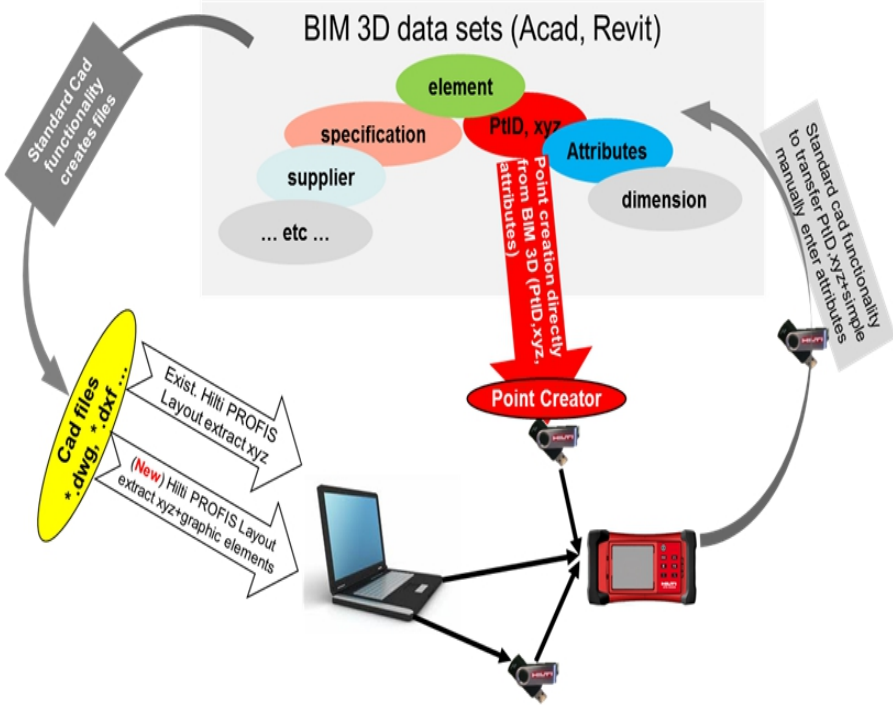 BIM 3D data sets (Acad, Revit)
element
PtID, xyz
specification
Attributes
supplier
dimension
... etc ...
Standard Cad
functionality
creates files
Point creation directly
from BIM 3D (PtID,xyz,
attributes)
Standard cad functionality
to transfer PtID,xyz+simple
manually enter attributes
HILTI
Point Creator
Cad files
*.dwg, *.dxf ...
Exist. Hilti PROFIS
Layout extract xyz
(New) Hilti PROFIS Layout
extract xyz+graphic elements
HILTI
HILTI
HILTI